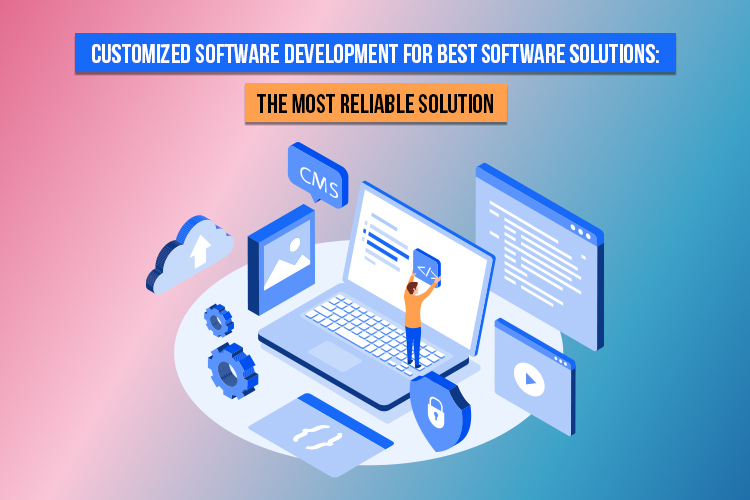 CUSTOMIZED SOFTWARE DEVELOPMENT FOR BEST SOFTWARE SOLUTIONS:
THE MOST RELIABLE SOLUTION
CMS
</>
{/}